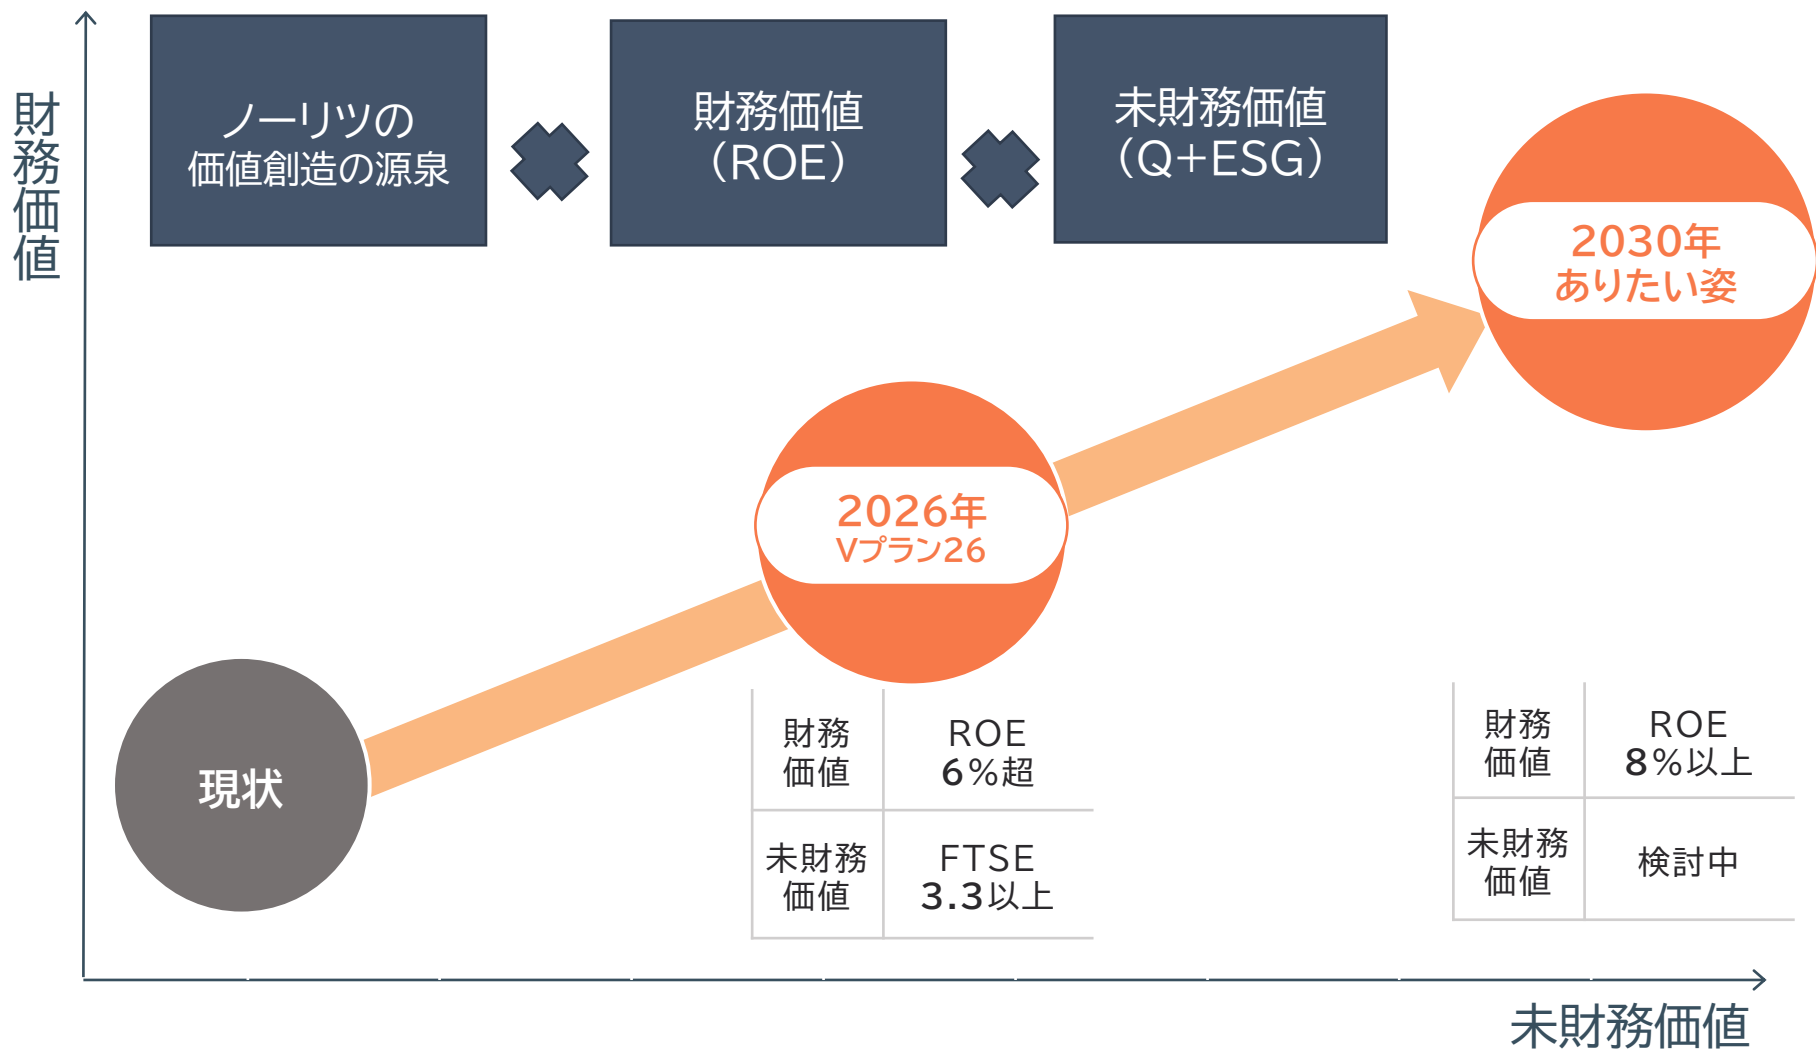 財務価値
ノーリツの
価値創造の源泉
財務価値
（ROE）
未財務価値
（Q+ESG）
2030年
ありたい姿
2026年
Vプラン26
現状
財務
価値
ROE
6%超
未財務
価値
FTSE
3.3以上
財務
価値
ROE
8%以上
未財務
価値
検討中
未財務価値